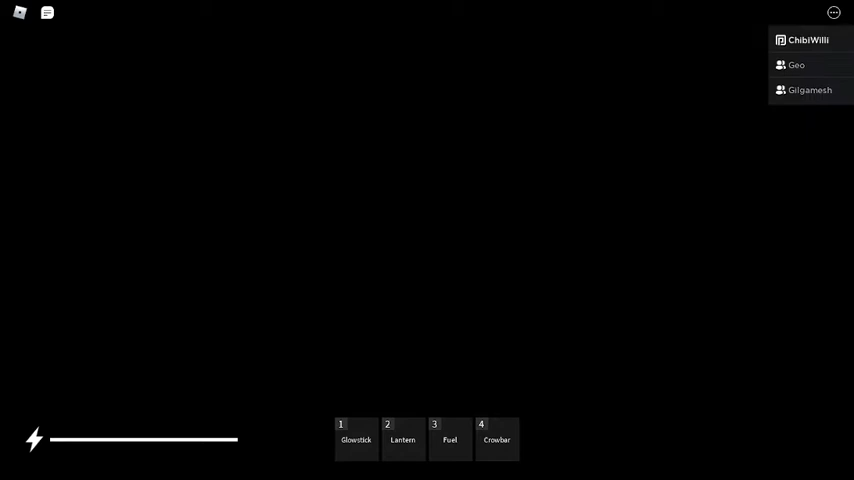 ChibiWilli
Geo
Gilgamesh
1
2
3
4
Glowstick
Lantern
Fuel
Crowbar